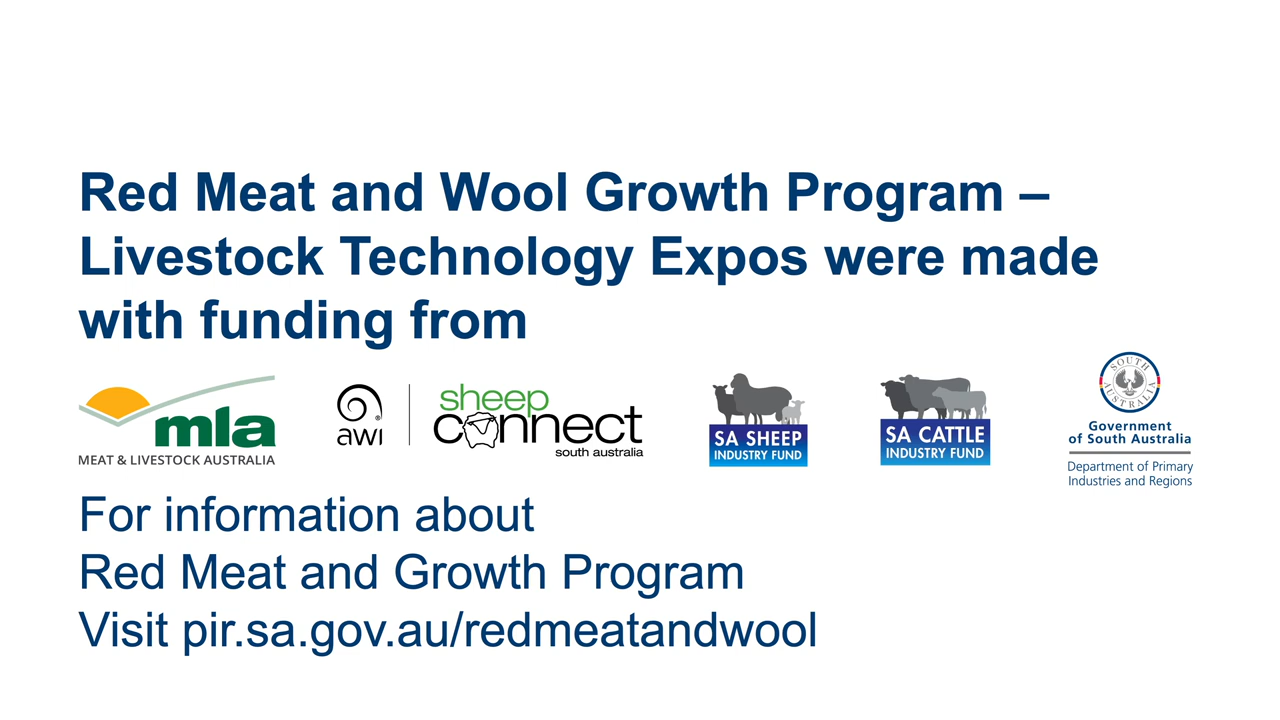 Red Meat and Wool Growth Program –
Livestock Technology Expos were made
with funding from
mla
MEAT & LIVESTOCK AUSTRALIA
awi
®
sheep
connect
south australia
SA SHEEP
INDUSTRY FUND
SA CATTLE
INDUSTRY FUND
SOUTH AUSTRALIA
Government
of South Australia
Department of Primary
Industries and Regions
For information about
Red Meat and Growth Program
Visit pir.sa.gov.au/redmeatandwool